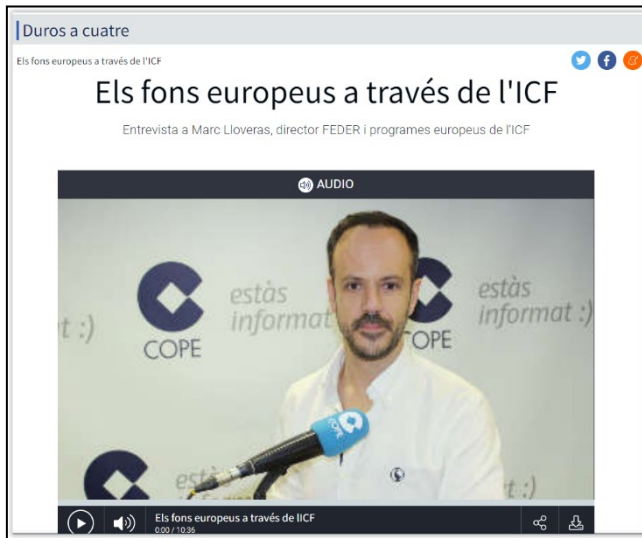 Duros a cuatre
Els fons europeus a través de l'ICF
Els fons europeus a través de l'ICF
Entrevista a Marc Lloveras, director FEDER i programes europeus de l'ICF
AUDIO
estàs
informat
COPE
t :)
OPE
estàs
informat :)
COPE
està
t :)
Els fons europeus a través de lICF
0:00 / 10:36